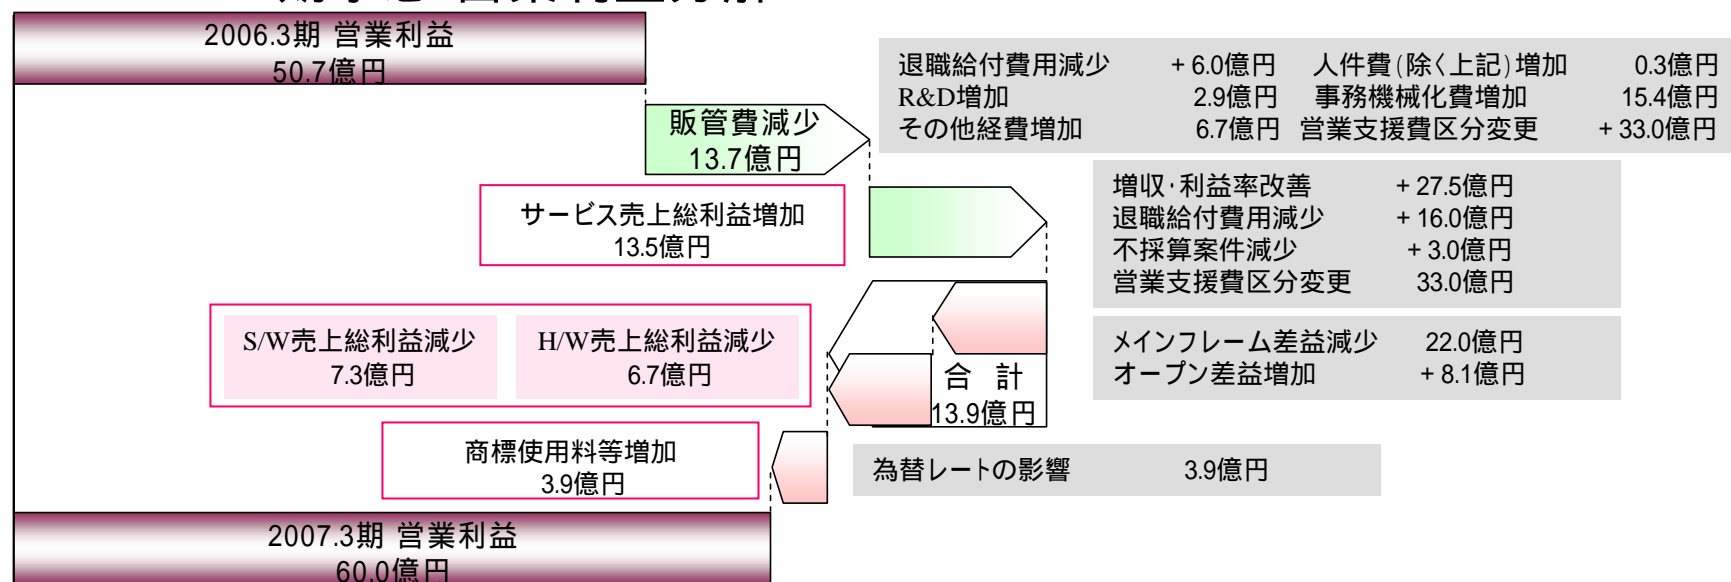 2006.3期 営業利益
50.7億円
退職給付費用減少 +6.0億円 人件費(除く上記)増加 0.3億円
R&D増加 2.9億円 事務機械化費増加 15.4億円
その他経費増加 6.7億円 営業支援費区分変更 +33.0億円
販管費減少
13.7億円
サービス売上総利益増加
13.5億円
増収・利益率改善 +27.5億円
退職給付費用減少 +16.0億円
不採算案件減少 +3.0億円
営業支援費区分変更 33.0億円
S/W売上総利益減少
7.3億円
H/W売上総利益減少
6.7億円
合 計
13.9億円
メインフレーム差益減少 22.0億円
オープン差益増加 +8.1億円
商標使用料等増加
3.9億円
為替レートの影響 3.9億円
2007.3期 営業利益
60.0億円